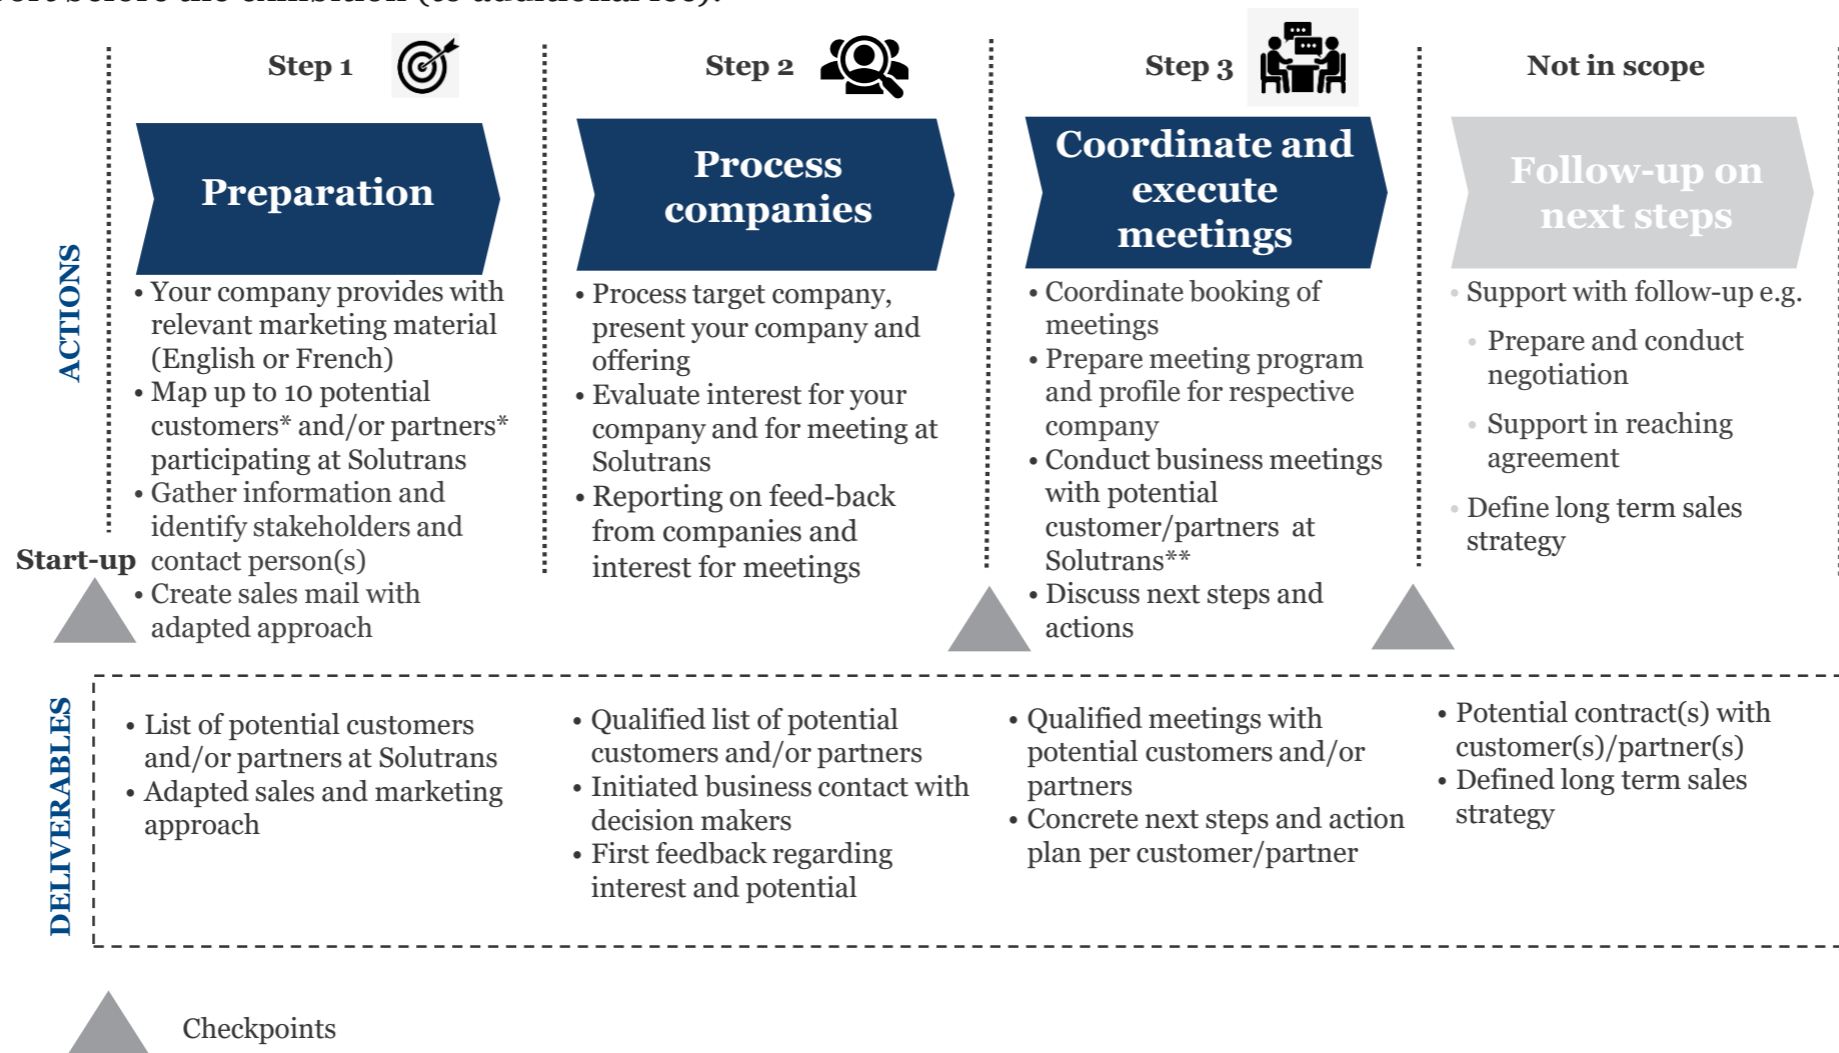 before the exhibition (to additional fee).
Step 1
Step 2
Step 3
Not in scope
Preparation
Process
companies
Coordinate and
execute
meetings
Follow-up on
next steps
ACTIONS
• Your company provides with
relevant marketing material
(English or French)
• Map up to 10 potential
customers* and/or partners*
participating at Solutrans
• Gather information and
identify stakeholders and
contact person(s)
• Create sales mail with
adapted approach
• Process target company,
present your company and
offering
• Evaluate interest for your
company and for meeting at
Solutrans
• Reporting on feed-back
from companies and
interest for meetings
• Coordinate booking of
meetings
• Prepare meeting program
and profile for respective
company
• Conduct business meetings
with potential
customer/partners at
Solutrans**
• Discuss next steps and
actions
• Support with follow-up e.g.
• Prepare and conduct
negotiation
• Support in reaching
agreement
• Define long term sales
strategy
Start-up
DELIVERABLES
• List of potential customers
and/or partners at Solutrans
• Adapted sales and marketing
approach
• Qualified list of potential
customers and/or partners
• Initiated business contact with
decision makers
• First feedback regarding
interest and potential
• Qualified meetings with
potential customers and/or
partners
• Concrete next steps and action
plan per customer/partner
• Potential contract(s) with
customer(s)/partner(s)
• Defined long term sales
strategy
Checkpoints